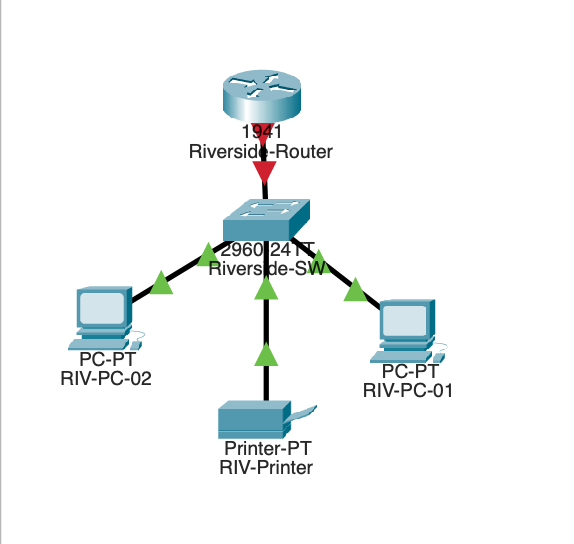 1941
Riverside-Router
2960-24TT
Riverside-SW
PC-PT
RIV-PC-02
PC-PT
RIV-PC-01
Printer-PT
RIV-Printer